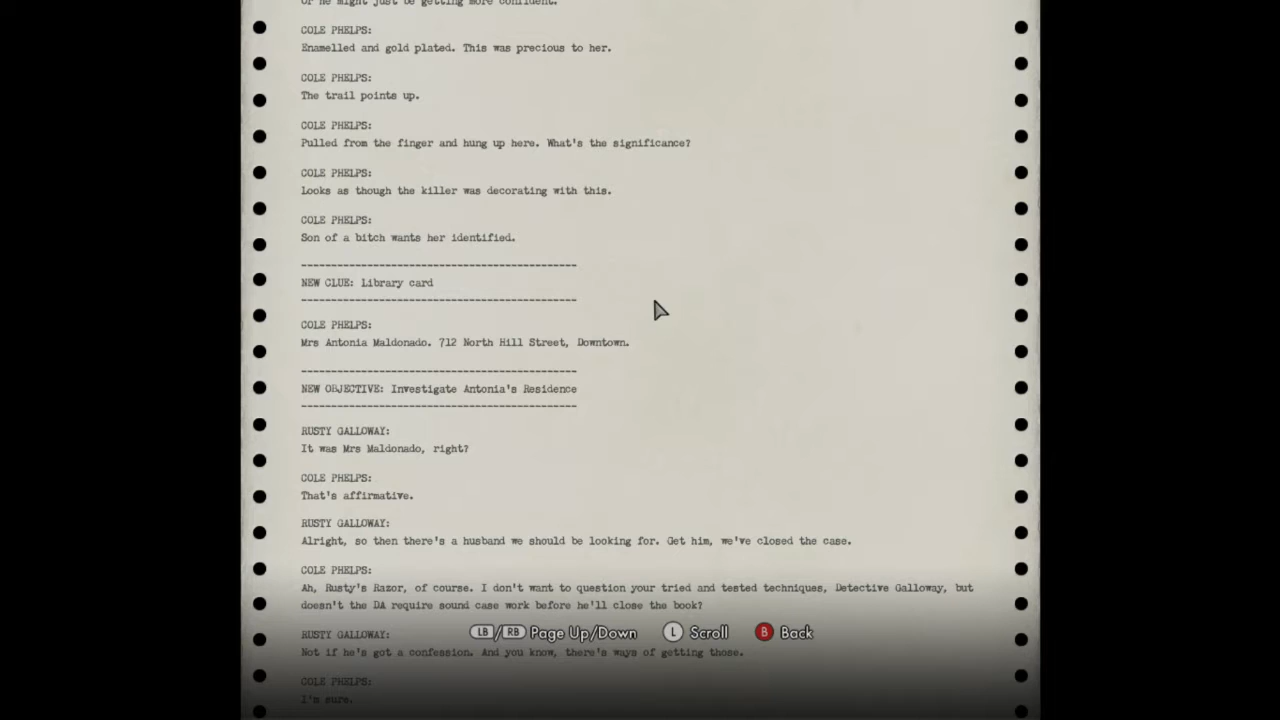 or he might just be getting more confident.
COLE PHELPS:
Enamelled and gold plated. This was precious to her.
COLE PHELPS:
The trail points up.
COLE PHELPS:
Pulled from the finger and hung up here. What's the significance?
COLE PHELPS:
Looks as though the killer was decorating with this.
COLE PHELPS:
Son of a bitch wants her identified.
----------------------------------------------
NEW CLUE: Library card
----------------------------------------------
COLE PHELPS:
Mrs Antonia Maldonado. 712 North Hill Street, Downtown.
----------------------------------------------
NEW OBJECTIVE: Investigate Antonia's Residence
----------------------------------------------
RUSTY GALLOWAY:
It was Mrs Maldonado, right?
COLE PHELPS:
That's affirmative.
RUSTY GALLOWAY:
Alright, so then there's a husband we should be looking for. Get him, we've closed the case.
COLE PHELPS:
Ah, Rusty's Razor, of course. I don't want to question your tried and tested techniques, Detective Galloway, but
doesn't the DA require sound case work before he'll close the book?
RUSTY GALLOWAY:
LB/RB Page Up/Down L Scroll B Back
Not if he's got a confession. And you know, there's ways of getting those.
COLE PHELPS:
I'm sure.